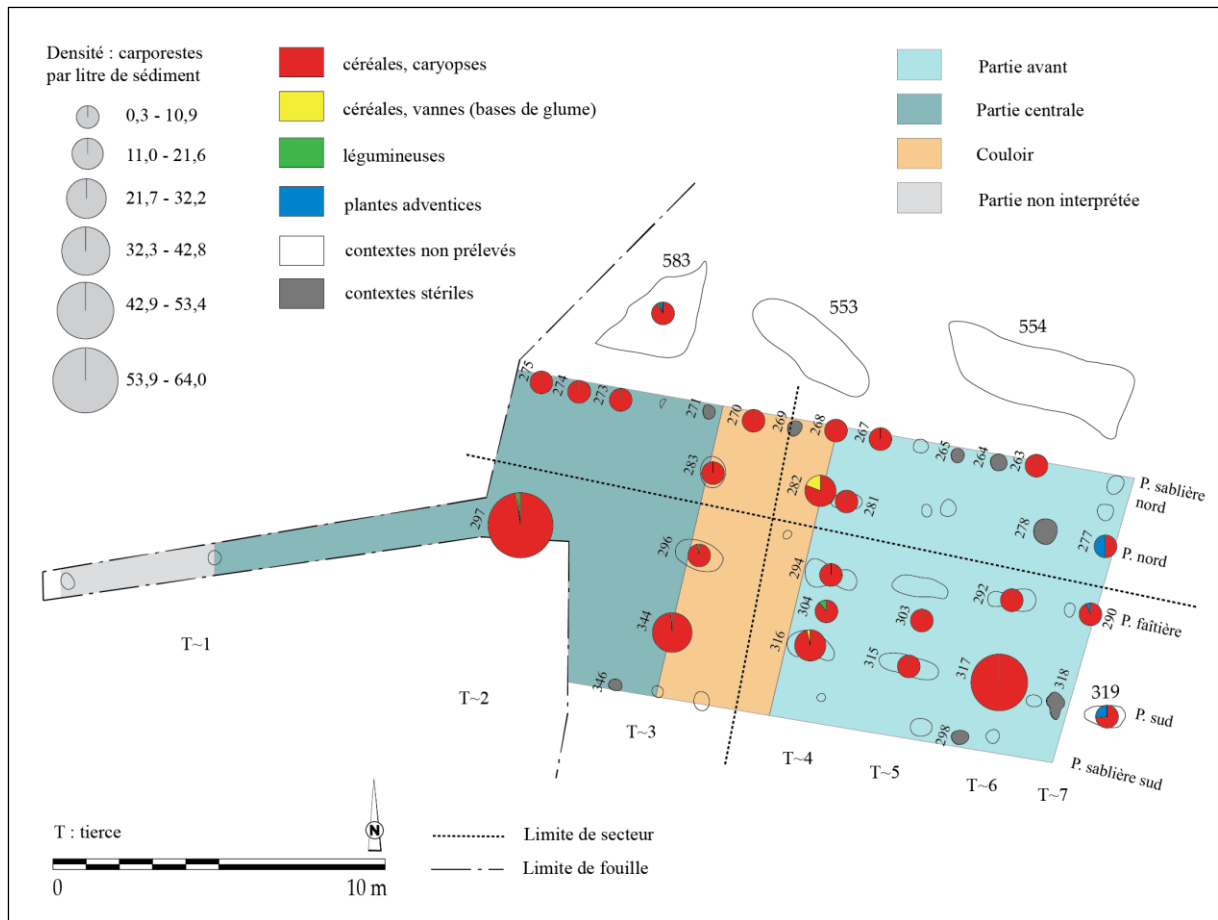 Densité : carporestes
par litre de sédiment
0,3 - 10,9
11,0 - 21,6
21,7 - 32,2
32,3 - 42,8
42,9 - 53,4
53,9 - 64,0
céréales, caryopses
céréales, vannes (bases de glume)
légumineuses
plantes adventices
contextes non prélevés
contextes stériles
Partie avant
Partie centrale
Couloir
Partie non interprétée
583
553
554
275
274
273
271
270
269
268
267
265
264
263
283
282
281
278
277
297
296
294
292
290
304
303
344
316
315
317
318
319
346
298
P. sablière
nord
P. nord
P. faîtière
P. sud
P. sablière sud
T~1
T~2
T~3
T~4
T~5
T~6
T~7
T : tierce
N
0
10 m
Limite de secteur
Limite de fouille